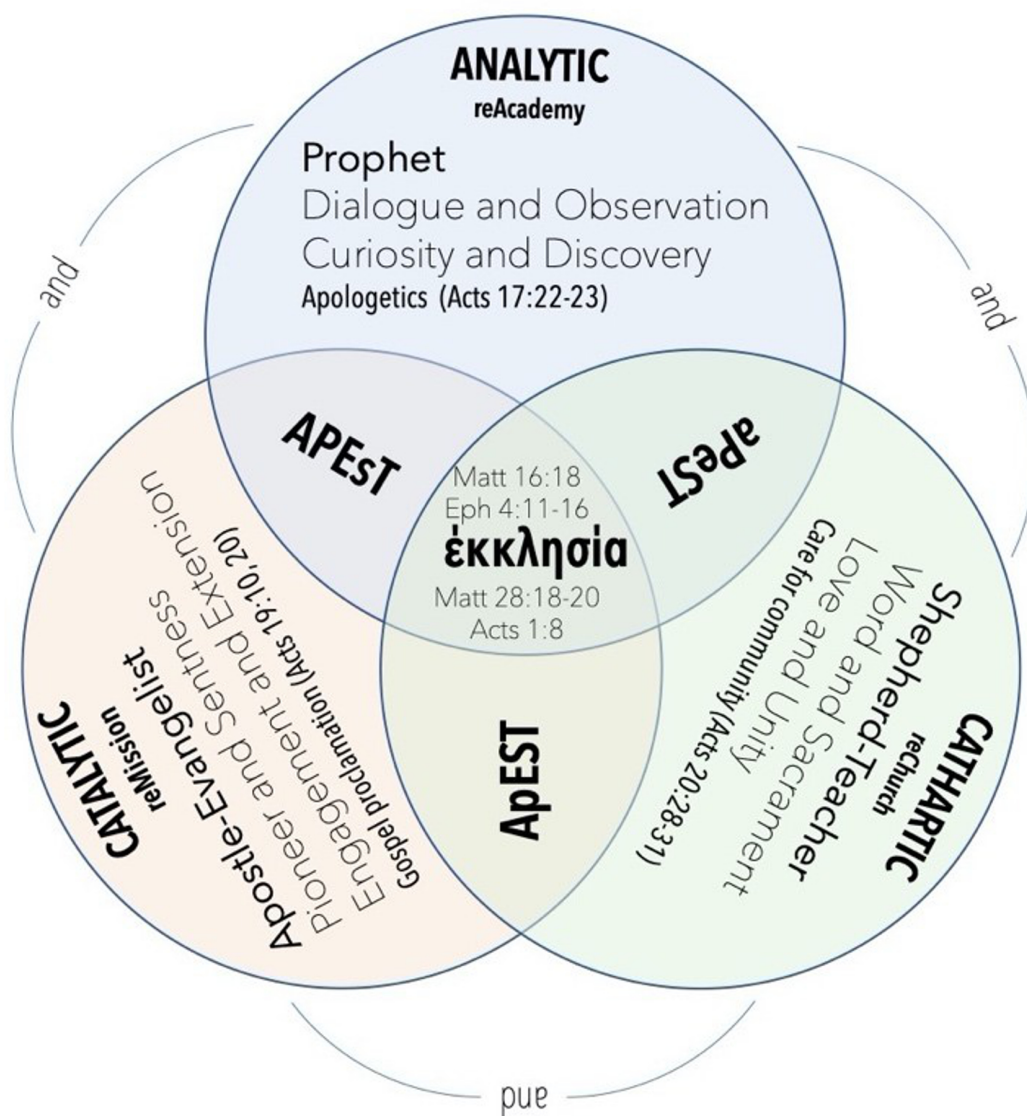 ANALYTIC
reAcademy
Prophet
Dialogue and Observation
Curiosity and Discovery
Apologetics (Acts 17:22-23)
and
and
APEsT
aPeST
Matt 16:18
Eph 4:11-16
ἐκκλησία
Matt 28:18-20
Acts 1:8
CATALYTIC
reMission
Apostle-Evangelist
Pioneer and Sentness
Engagement and Extension
Gospel proclamation (Acts 19:10,20)
CATHARTIC
reChurch
Shepherd-Teacher
Word and Sacrament
Love and Unity
Care for community (Acts 20:28-31)
ApEST
and